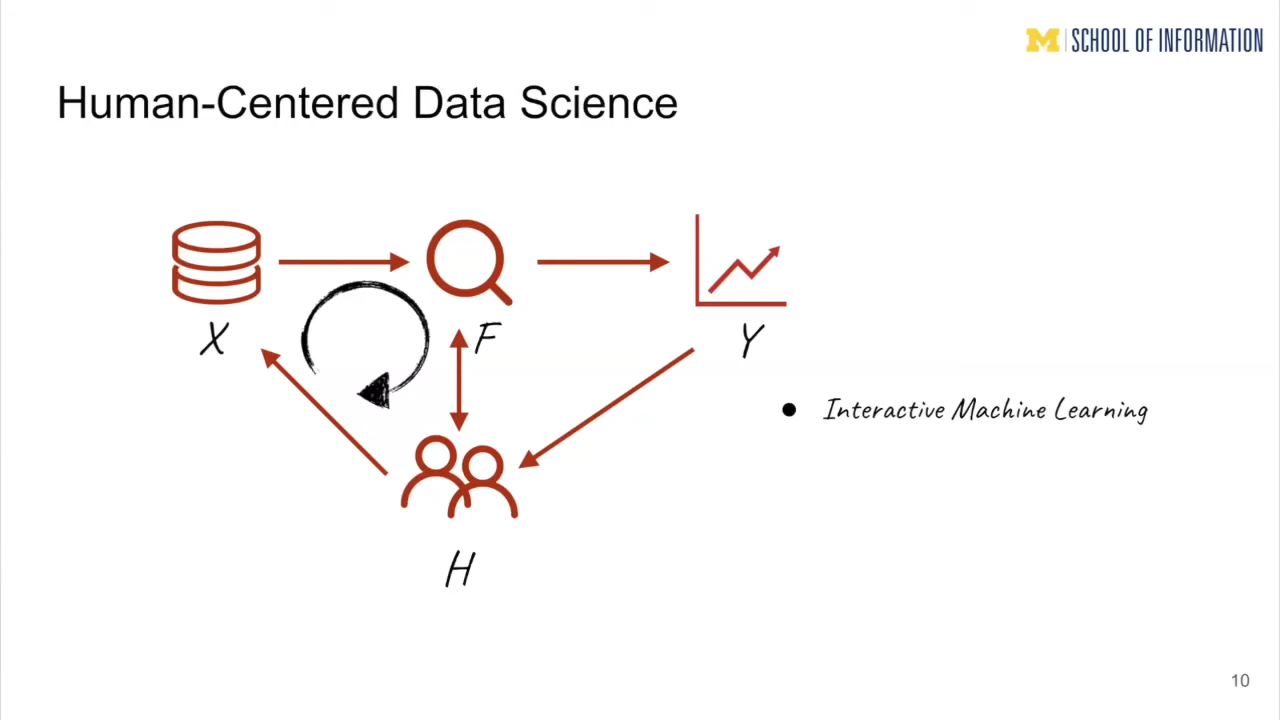 M SCHOOL OF INFORMATION
Human-Centered Data Science
X
F
Y
● Interactive Machine Learning
H
10